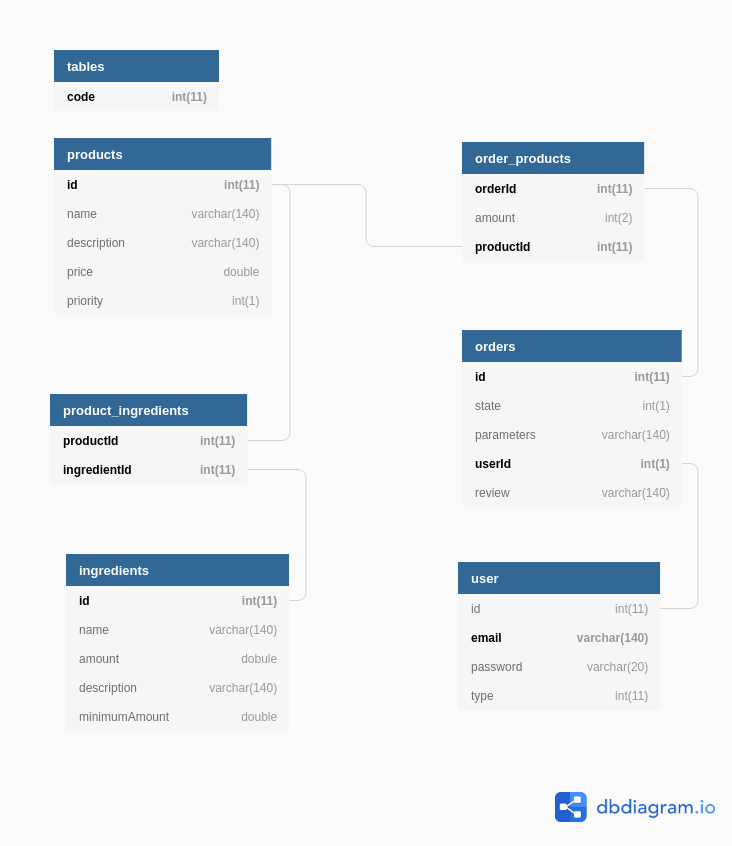 tables
code int(11)
products
id int(11)
name varchar(140)
description varchar(140)
price double
priority int(1)
order_products
orderId int(11)
amount int(2)
productId int(11)
orders
id int(11)
state int(1)
parameters varchar(140)
userId int(1)
review varchar(140)
product_ingredients
productId int(11)
ingredientId int(11)
ingredients
id int(11)
name varchar(140)
amount dobule
description varchar(140)
minimumAmount double
user
id int(11)
email varchar(140)
password varchar(20)
type int(11)
dbdiagram.io